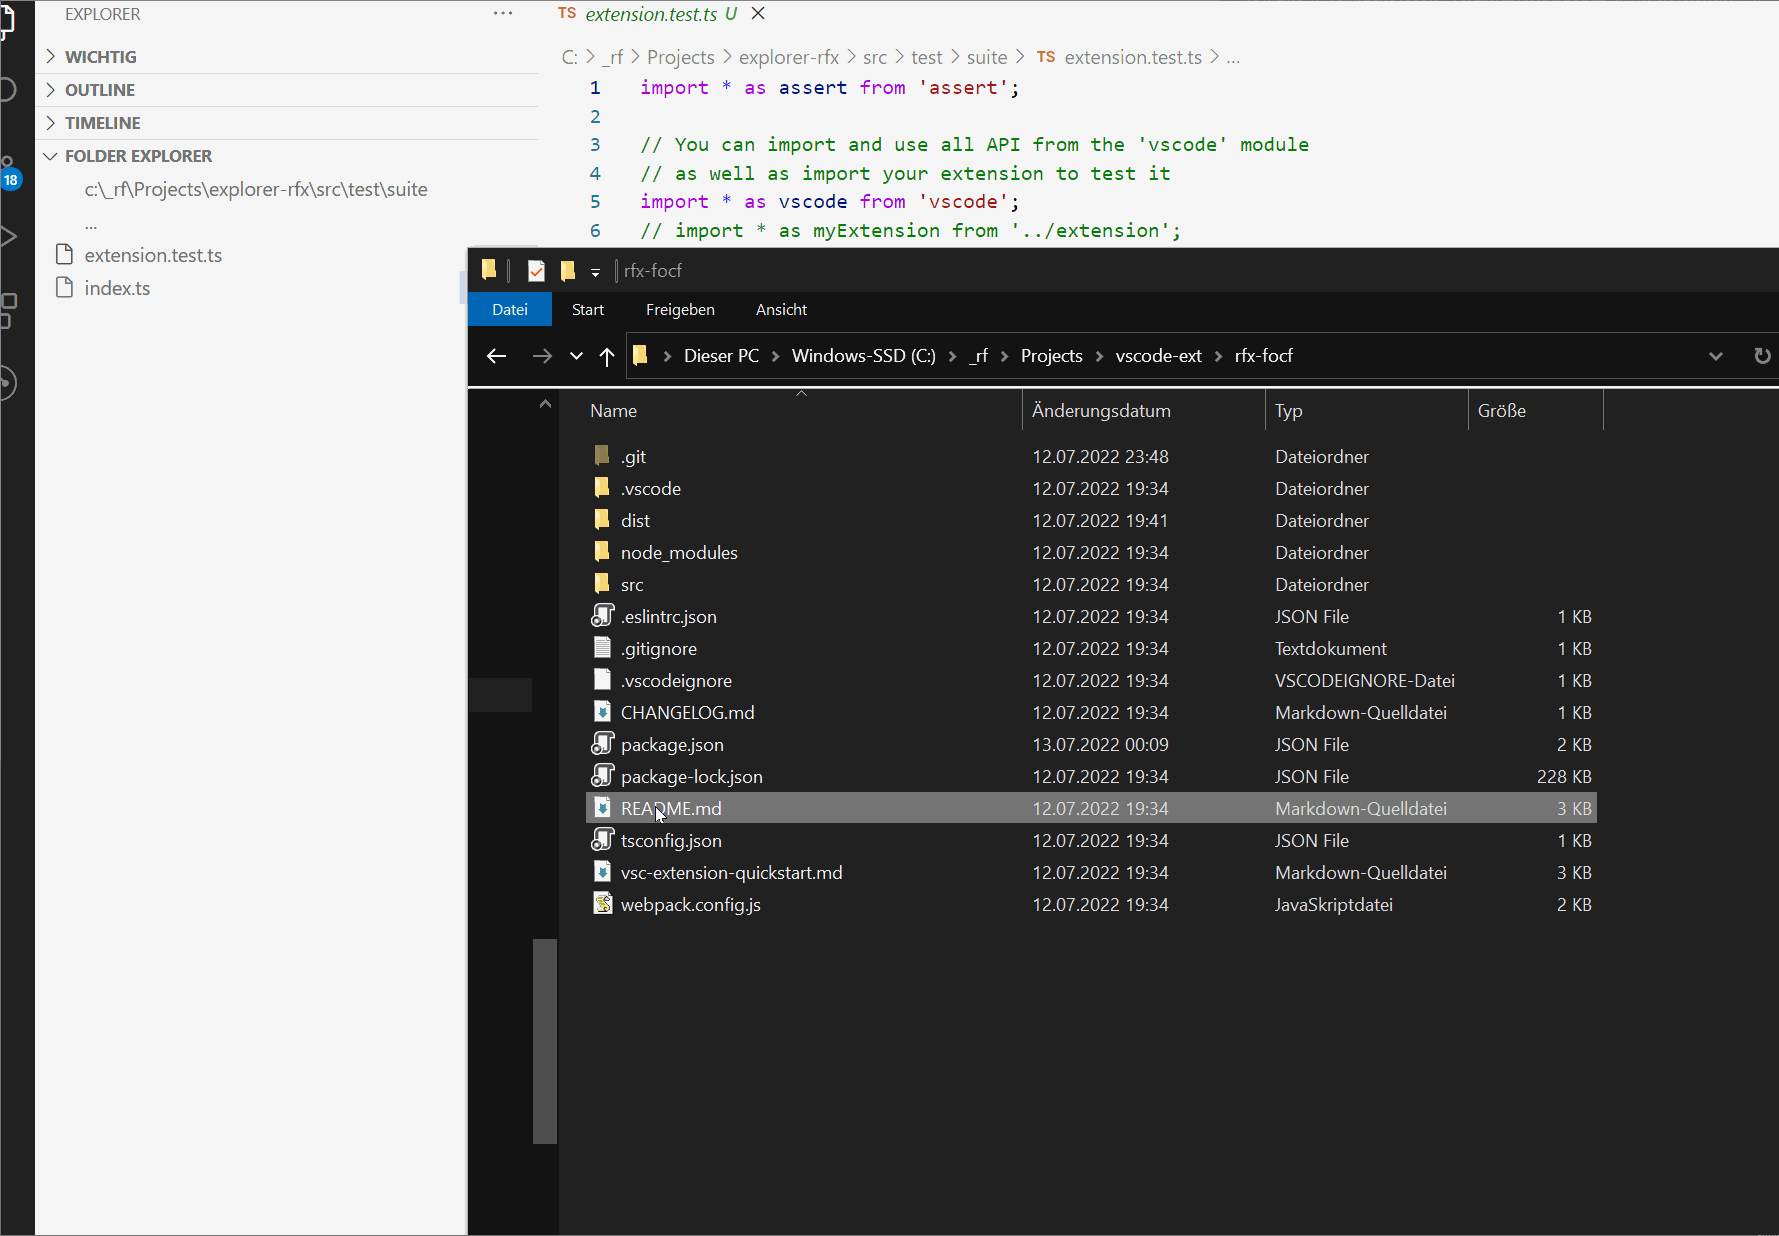 EXPLORER
WICHTIG
OUTLINE
TIMELINE
FOLDER EXPLORER
c:\_rf\Projects\explorer-rfx\src\test\suite
...
extension.test.ts
index.ts
18
TS extension.test.ts U
C: > _rf > Projects > explorer-rfx > src > test > suite > TS extension.test.ts > ...
1 import * as assert from 'assert';
2
3 // You can import and use all API from the 'vscode' module
4 // as well as import your extension to test it
5 import * as vscode from 'vscode';
6 // import * as myExtension from '../extension';
rfx-focf
Datei Start Freigeben Ansicht
Dieser PC > Windows-SSD (C:) > _rf > Projects > vscode-ext > rfx-focf
Name Änderungsdatum Typ Größe
.git 12.07.2022 23:48 Dateiordner
.vscode 12.07.2022 19:34 Dateiordner
dist 12.07.2022 19:41 Dateiordner
node_modules 12.07.2022 19:34 Dateiordner
src 12.07.2022 19:34 Dateiordner
.eslintrc.json 12.07.2022 19:34 JSON File 1 KB
.gitignore 12.07.2022 19:34 Textdokument 1 KB
.vscodeignore 12.07.2022 19:34 VSCODEIGNORE-Datei 1 KB
CHANGELOG.md 12.07.2022 19:34 Markdown-Quelldatei 1 KB
package.json 13.07.2022 00:09 JSON File 2 KB
package-lock.json 12.07.2022 19:34 JSON File 228 KB
README.md 12.07.2022 19:34 Markdown-Quelldatei 3 KB
tsconfig.json 12.07.2022 19:34 JSON File 1 KB
vsc-extension-quickstart.md 12.07.2022 19:34 Markdown-Quelldatei 3 KB
webpack.config.js 12.07.2022 19:34 JavaSkriptdatei 2 KB